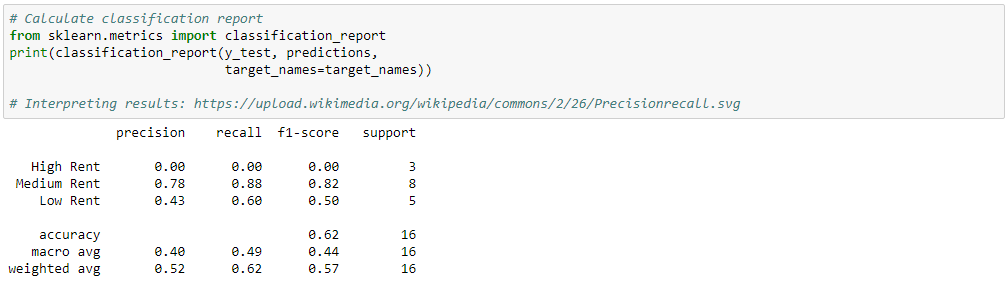 # Calculate classification report
from sklearn.metrics import classification_report
print(classification_report(y_test, predictions,
                            target_names=target_names))

# Interpreting results: https://upload.wikimedia.org/wikipedia/commons/2/26/Precisionrecall.svg

              precision    recall  f1-score   support

   High Rent       0.00      0.00      0.00         3
 Medium Rent       0.78      0.88      0.82         8
    Low Rent       0.43      0.60      0.50         5

    accuracy                           0.62        16
   macro avg       0.40      0.49      0.44        16
weighted avg       0.52      0.62      0.57        16